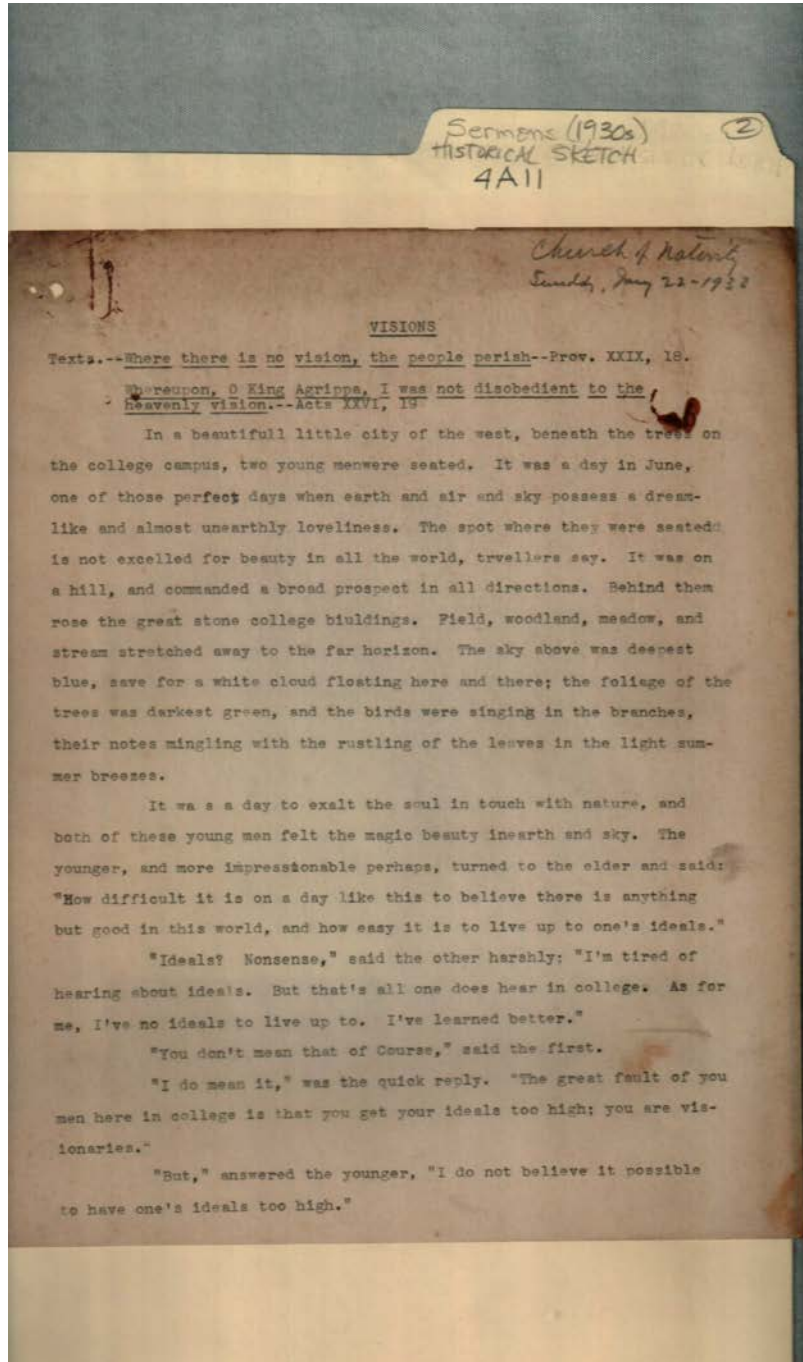 Sermons (1930s) ②
HISTORICAL SKETCH
4A11
Church of Nativity
Sunday, Jany 22-1933
VISIONS
Texts.--Where there is no vision, the people perish--Prov. XXIX, 18.
Whereupon, O King Agrippa, I was not disobedient to the
heavenly vision.--Acts XXVI, 19
In a beautifull little city of the west, beneath the trees on
the college campus, two young menwere seated. It was a day in June,
one of those perfect days when earth and air and sky possess a dream-
like and almost unearthly loveliness. The spot where they were seated
is not excelled for beauty in all the world, trvellers say. It was on
a hill, and commanded a broad prospect in all directions. Behind them
rose the great stone college biuldings. Field, woodland, meadow, and
stream stretched away to the far horizon. The sky above was deepest
blue, save for a white cloud floating here and there; the foliage of the
trees was darkest green, and the birds were singing in the branches,
their notes mingling with the rustling of the leaves in the light sum-
mer breezes.
It wa s a day to exalt the soul in touch with nature, and
both of these young men felt the magic beauty inearth and sky. The
younger, and more impressionable perhaps, turned to the elder and said:
"How difficult it is on a day like this to believe there is anything
but good in this world, and how easy it is to live up to one's ideals."
"Ideals? Nonsense," said the other harshly; "I'm tired of
hearing about ideals. But that's all one does hear in college. As for
me, I've no ideals to live up to. I've learned better."
"You don't mean that of Course," said the first.
"I do mean it," was the quick reply. "The great fault of you
men here in college is that you get your ideals too high; you are vis-
ionaries."
"But," answered the younger, "I do not believe it possible
to have one's ideals too high."